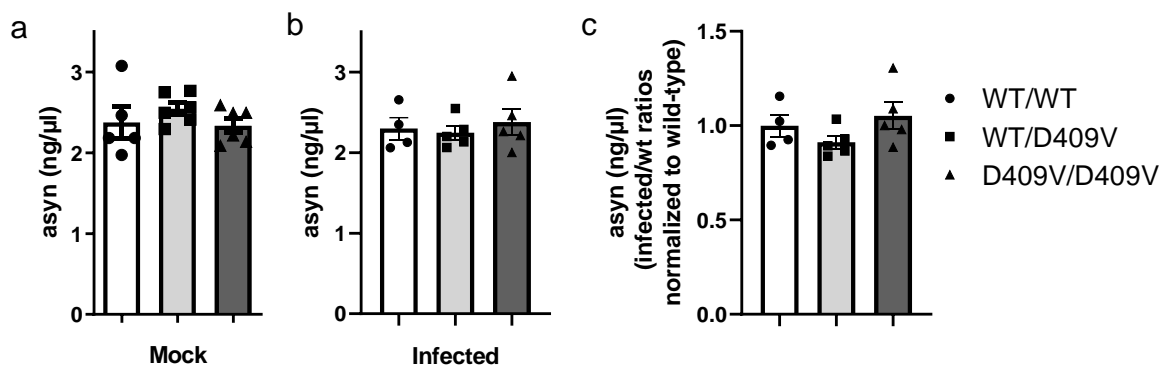 a
asyn (ng/µl)
3
2
1
0
Mock
b
asyn (ng/µl)
3
2
1
0
Infected
c
asyn (ng/µl)
(infected/wt ratios
normalized to wild-type)
1.5
1.0
0.5
0.0
WT/WT
WT/D409V
D409V/D409V